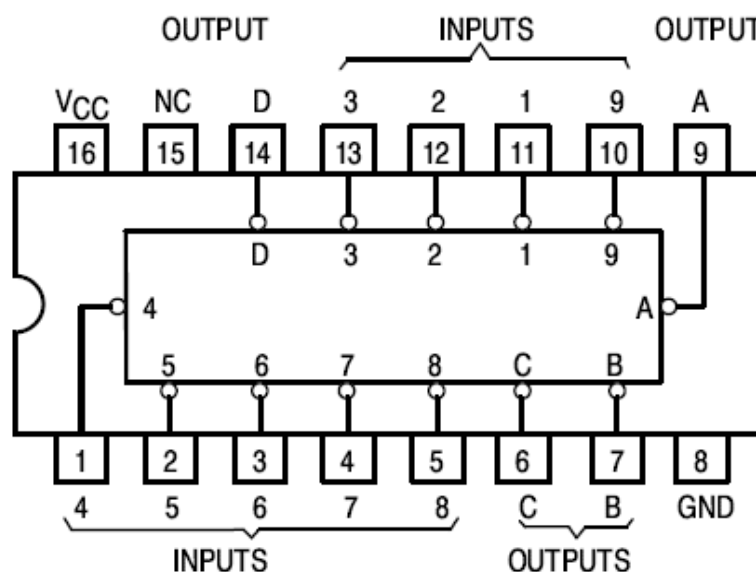 OUTPUT INPUTS OUTPUT
VCC NC D 3 2 1 9 A
16 15 14 13 12 11 10 9
D 3 2 1 9
4 A
5 6 7 8 C B
1 2 3 4 5 6 7 8
4 5 6 7 8 C B GND
INPUTS OUTPUTS